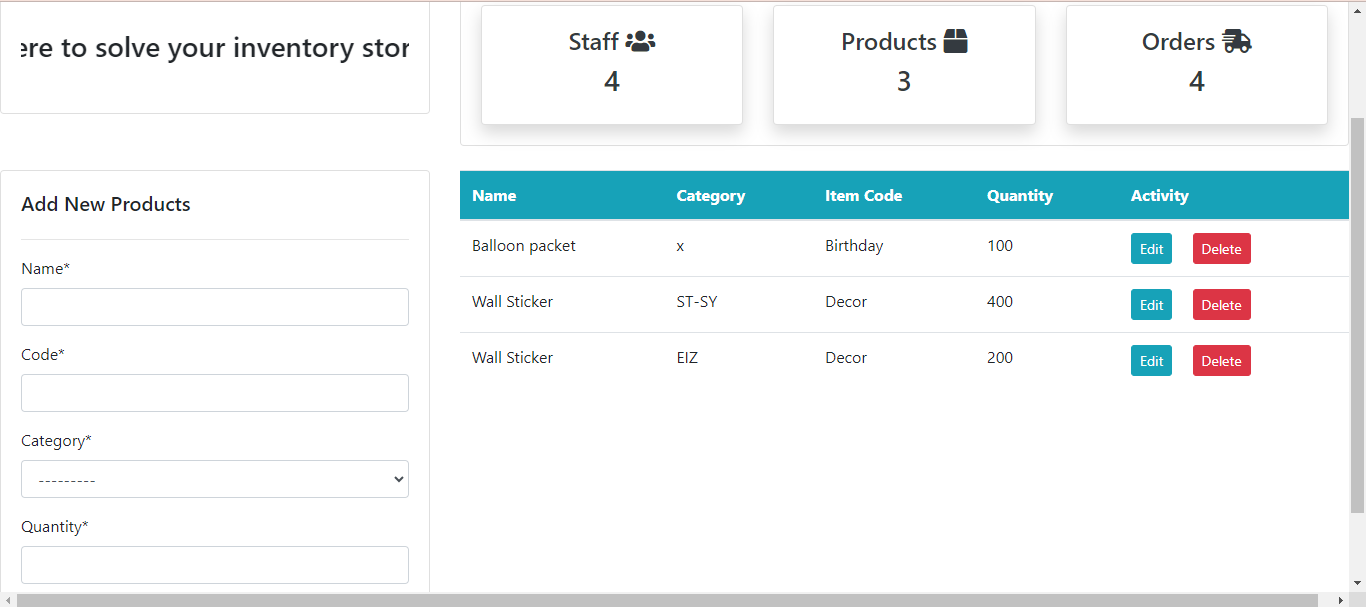 ere to solve your inventory stor
Staff
4
Products
3
Orders
4
Add New Products
Name*
Code*
Category*
---------
Quantity*
Name Category Item Code Quantity Activity
Balloon packet x Birthday 100 Edit Delete
Wall Sticker ST-SY Decor 400 Edit Delete
Wall Sticker EIZ Decor 200 Edit Delete